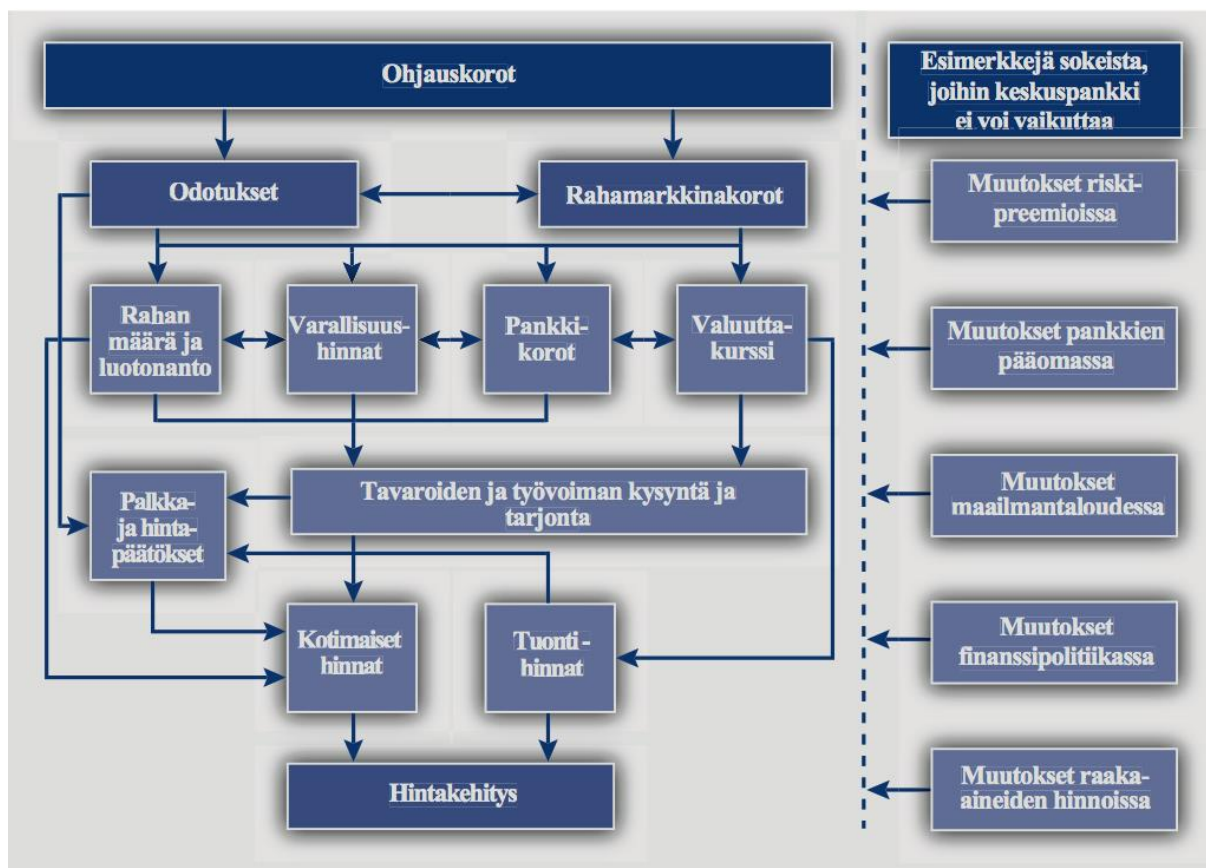 Ohjauskorot
Esimerkkejä sokeista,
joihin keskuspankki
ei voi vaikuttaa
Odotukset
Rahamarkkinakorot
Muutokset riski-
preemioissa
Rahan
määrä ja
luotonanto
Varallisuus-
hinnat
Pankki-
korot
Valuutta-
kurssi
Muutokset pankkien
pääomassa
Palkka-
ja hinta-
päätökset
Tavaroiden ja työvoiman kysyntä ja
tarjonta
Muutokset
maailmantaloudessa
Kotimaiset
hinnat
Tuonti -
hinnat
Muutokset
finanssipolitiikassa
Hintakehitys
Muutokset raaka-
aineiden hinnoissa